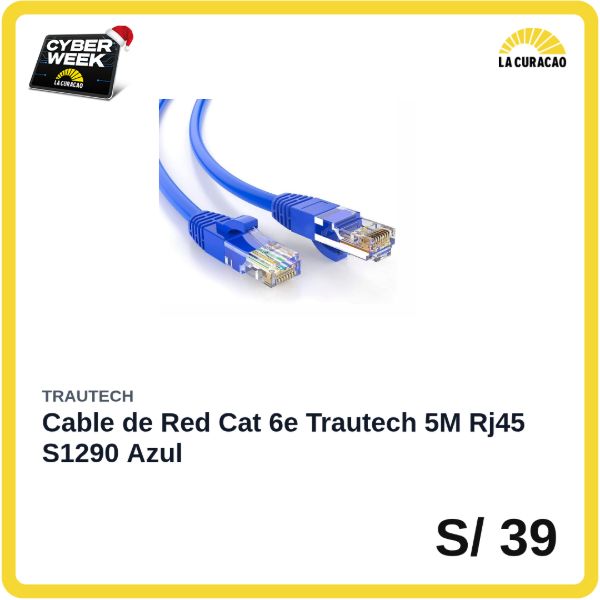 CYBER
WEEK
LA CURACAO
LA CURACAO
TRAUTECH
Cable de Red Cat 6e Trautech 5M Rj45
S1290 Azul
S/ 39